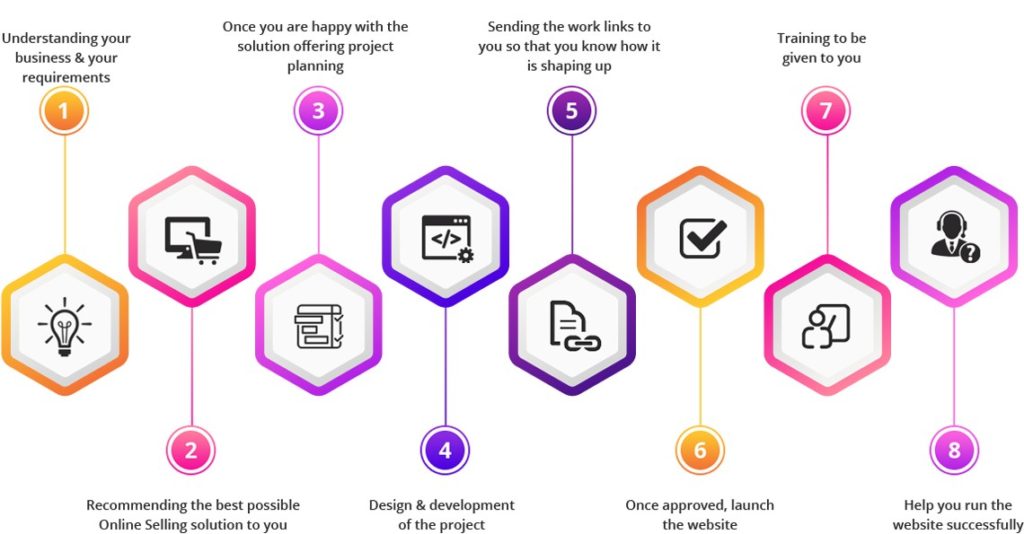 Understanding your
business & your
requirements
1
2
Recommending the best possible
Online Selling solution to you
Once you are happy with the
solution offering project
planning
3
4
Design & development
of the project
Sending the work links to
you so that you know how it
is shaping up
5
6
Once approved, launch
the website
Training to be
given to you
7
8
Help you run the
website successfully